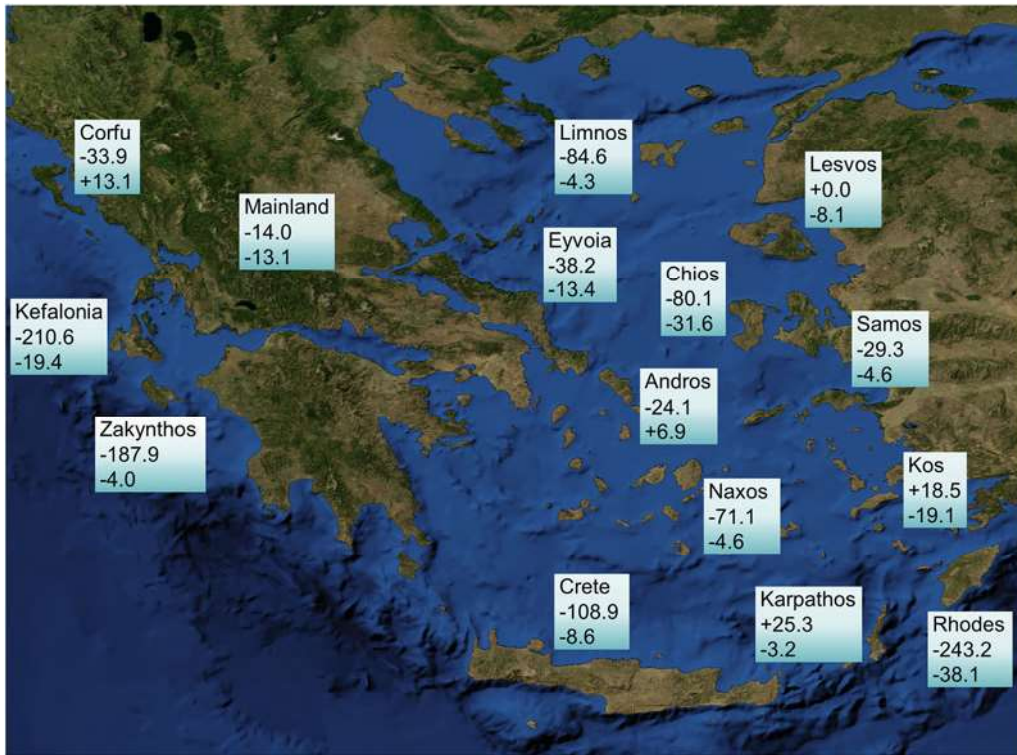 Corfu
-33.9
+13.1
Limnos
-84.6
-4.3
Lesvos
+0.0
-8.1
Mainland
-14.0
-13.1
Eyvoia
-38.2
-13.4
Chios
-80.1
-31.6
Kefalonia
-210.6
-19.4
Samos
-29.3
-4.6
Andros
-24.1
+6.9
Zakynthos
-187.9
-4.0
Kos
+18.5
-19.1
Naxos
-71.1
-4.6
Crete
-108.9
-8.6
Karpathos
+25.3
-3.2
Rhodes
-243.2
-38.1